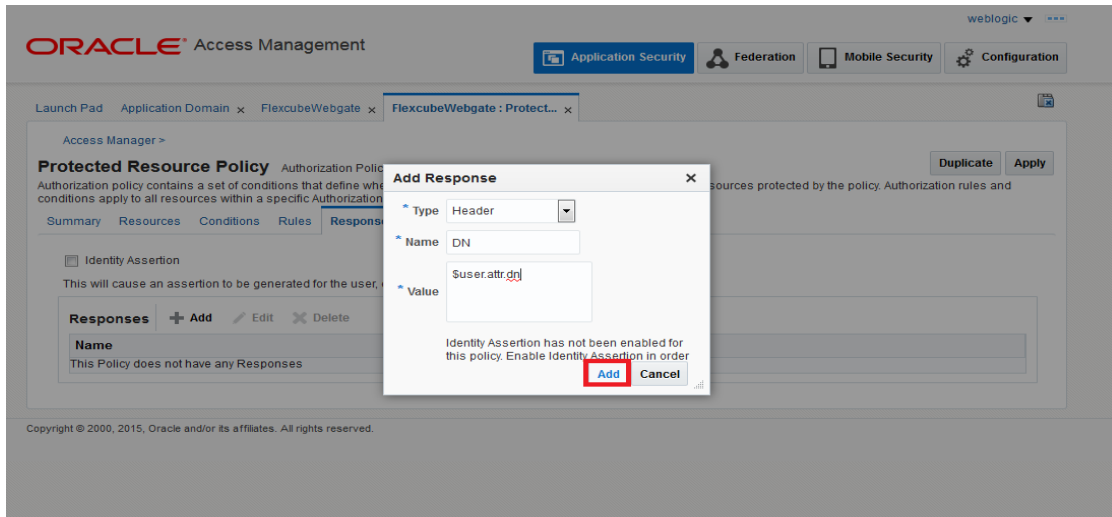 weblogic
ORACLE® Access Management
Application Security
Federation
Mobile Security
Configuration
Launch Pad
Application Domain x
FlexcubeWebgate x
FlexcubeWebgate : Protect... x
Access Manager >
Protected Resource Policy Authorization Polic
Duplicate
Apply
Authorization policy contains a set of conditions that define whe
sources protected by the policy. Authorization rules and
conditions apply to all resources within a specific Authorization
Summary
Resources
Conditions
Rules
Respons
Identity Assertion
This will cause an assertion to be generated for the user,
Responses
Add
Edit
Delete
Name
This Policy does not have any Responses
Add Response
* Type Header
* Name DN
* Value $user.attr.dn
Identity Assertion has not been enabled for
this policy. Enable Identity Assertion in order
Add
Cancel
Copyright © 2000, 2015, Oracle and/or its affiliates. All rights reserved.